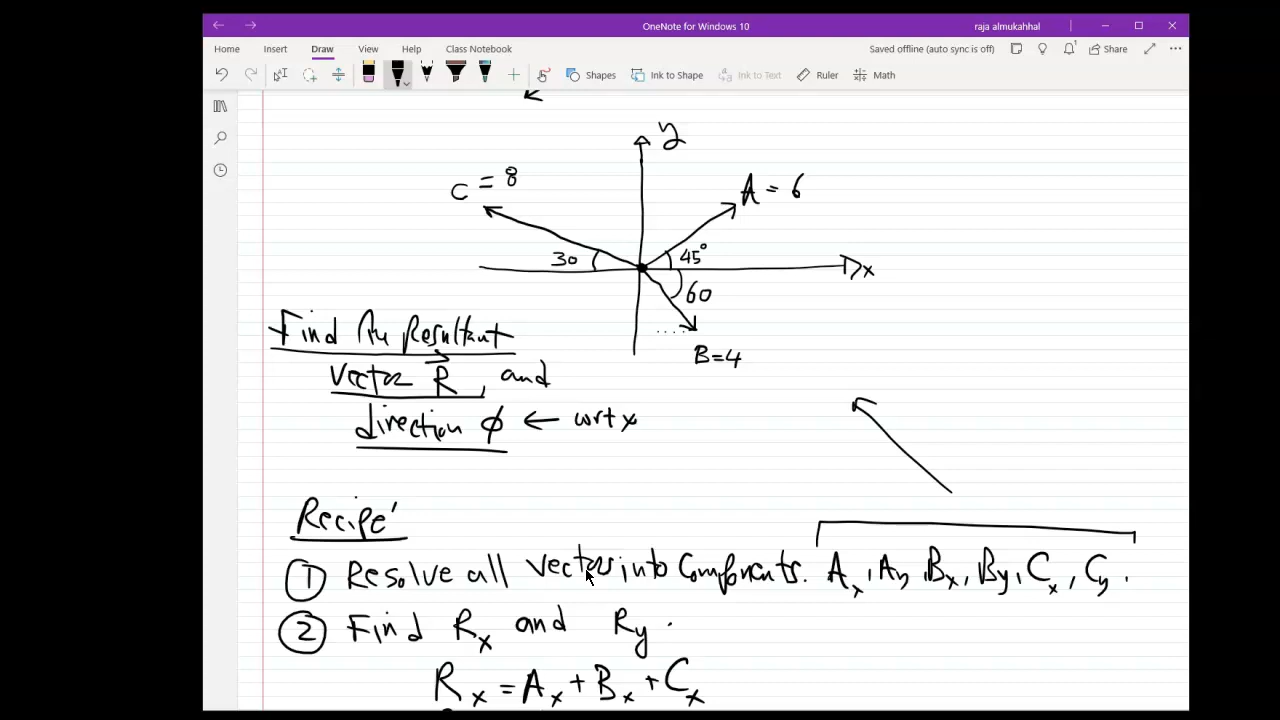 OneNote for Windows 10
raja almukahhal
Home Insert Draw View Help Class Notebook
Saved offline (auto sync is off)
Share
Shapes
Ink to Shape
Ink to Text
Ruler
Math
y
C = 8
A = 6
30
45°
x
60
B=4
Find the Resultant
vector R, and
direction φ ← wrt x
Recipe'
① Resolve all vectors into Components. Ax, Ay, Bx, By, Cx, Cy.
② Find Rx and Ry.
Rx = Ax + Bx + Cx